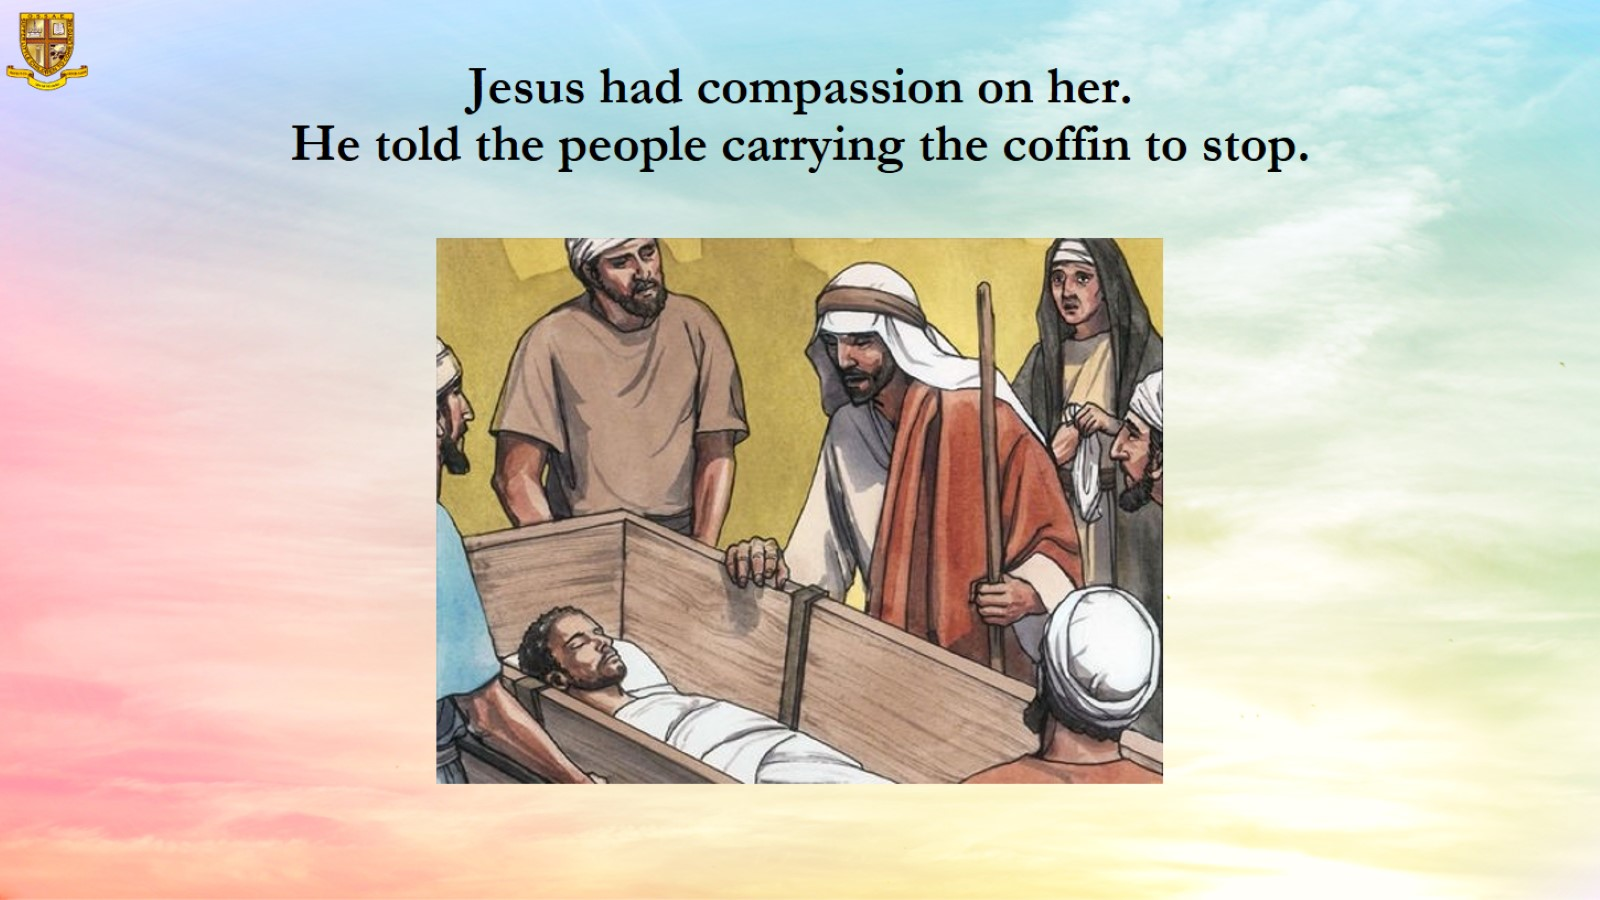 Jesus had compassion on her.
He told the people carrying the coffin to stop.